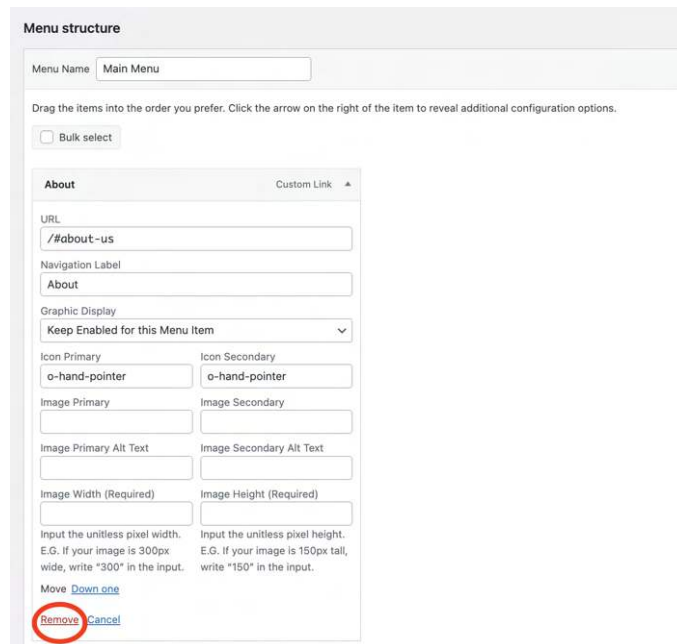 Menu structure
Menu Name Main Menu
Drag the items into the order you prefer. Click the arrow on the right of the item to reveal additional configuration options.
Bulk select
About Custom Link
URL
/#about-us
Navigation Label
About
Graphic Display
Keep Enabled for this Menu Item
Icon Primary Icon Secondary
o-hand-pointer o-hand-pointer
Image Primary Image Secondary
Image Primary Alt Text Image Secondary Alt Text
Image Width (Required) Image Height (Required)
Input the unitless pixel width. Input the unitless pixel height.
E.G. If your image is 300px E.G. If your image is 150px tall,
wide, write "300" in the input. write "150" in the input.
Move Down one
Remove Cancel